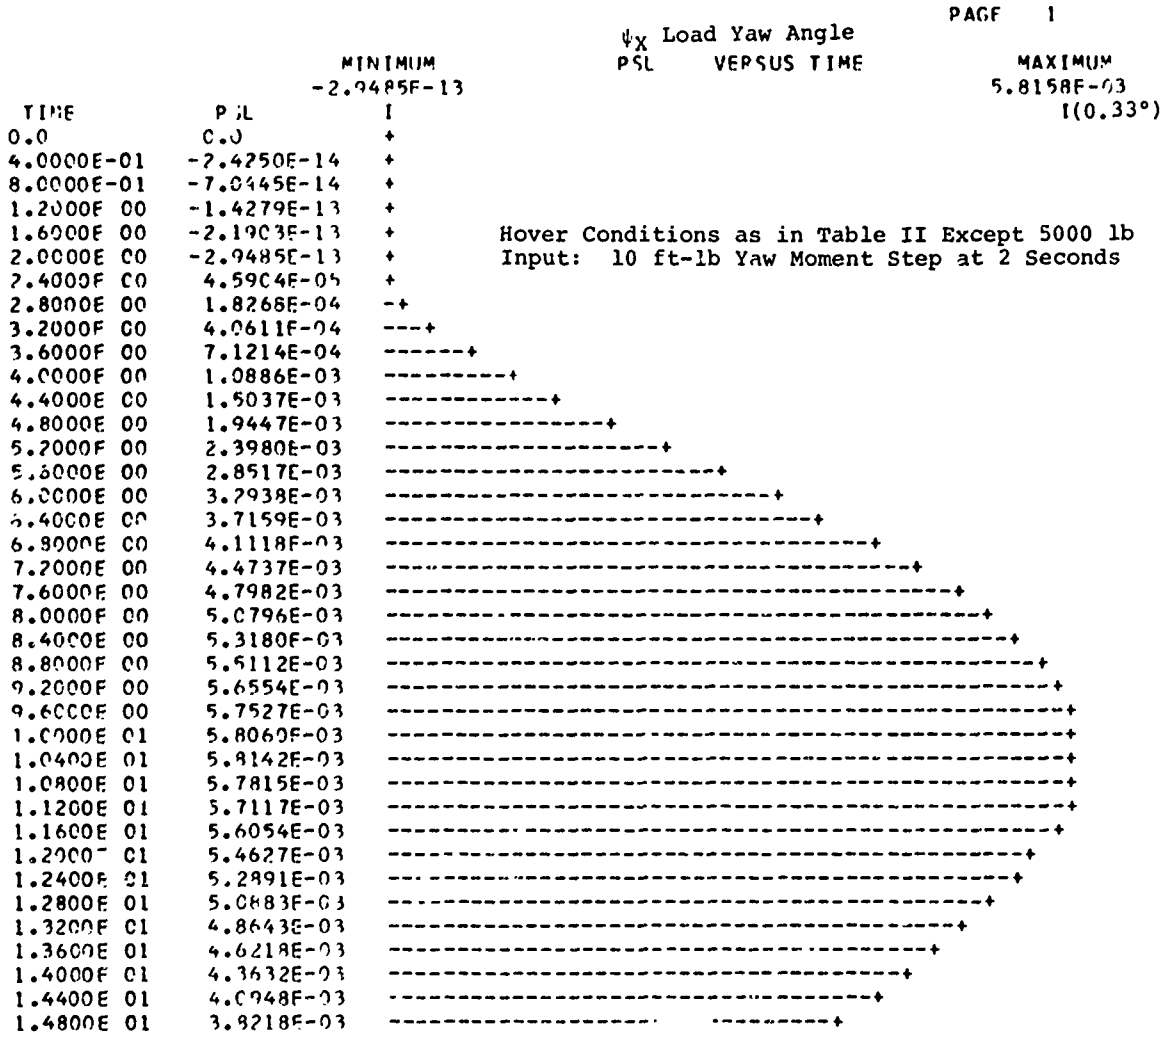 PAGE 1
ψX Load Yaw Angle
MINIMUM PSL VERSUS TIME MAXIMUM
-2.9485E-13 5.8158E-03
TIME PSL I I(0.33°)
0.0 0.0 +
4.0000E-01 -2.4250E-14 +
8.0000E-01 -7.0445E-14 +
1.2000E 00 -1.4279E-13 +
1.6000E 00 -2.1903E-13 +
Hover Conditions as in Table II Except 5000 lb
2.0000E 00 -2.9485E-13 +
Input: 10 ft-lb Yaw Moment Step at 2 Seconds
2.4000E 00 4.5904E-05 +
2.8000E 00 1.8268E-04 -+
3.2000E 00 4.0611E-04 ---+
3.6000E 00 7.1214E-04 ------+
4.0000E 00 1.0886E-03 ---------+
4.4000E 00 1.5037E-03
4.8000E 00 1.9447E-03
5.2000E 00 2.3980E-03
5.6000E 00 2.8517E-03
6.0000E 00 3.2938E-03
6.4000E 00 3.7159E-03
6.8000E 00 4.1118E-03
7.2000E 00 4.4737E-03
7.6000E 00 4.7982E-03
8.0000E 00 5.0796E-03
8.4000E 00 5.3180E-03
8.8000E 00 5.5112E-03
9.2000E 00 5.6554E-03
9.6000E 00 5.7527E-03
1.0000E 01 5.8060E-03
1.0400E 01 5.8142E-03
1.0800E 01 5.7815E-03
1.1200E 01 5.7117E-03
1.1600E 01 5.6054E-03
1.2000E 01 5.4627E-03
1.2400E 01 5.2891E-03
1.2800E 01 5.0883E-03
1.3200E 01 4.8643E-03
1.3600E 01 4.6218E-03
1.4000E 01 4.3632E-03
1.4400E 01 4.0948E-03
1.4800E 01 3.8218E-03